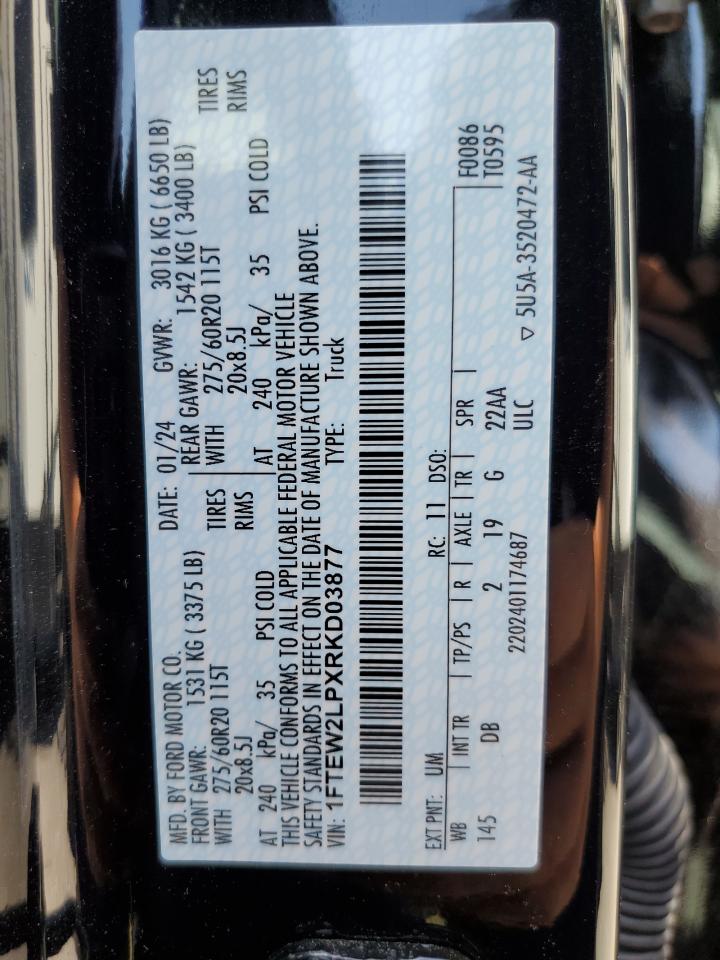 MFD. BY FORD MOTOR CO. DATE: 01/24 GVWR: 3016 KG ( 6650 LB)
FRONT GAWR: 1531 KG ( 3375 LB) REAR GAWR: 1542 KG ( 3400 LB)
WITH 275/60R20 115T TIRES WITH 275/60R20 115T TIRES
20x8.5J RIMS 20x8.5J RIMS
AT 240 kPa/ 35 PSI COLD AT 240 kPa/ 35 PSI COLD
THIS VEHICLE CONFORMS TO ALL APPLICABLE FEDERAL MOTOR VEHICLE
SAFETY STANDARDS IN EFFECT ON THE DATE OF MANUFACTURE SHOWN ABOVE.
VIN: 1FTEW2LPXRKD03877 TYPE: Truck
EXT PNT: UM RC: 11 DSO: F0086
WB INT TR TP/PS R AXLE TR SPR T0595
145 DB 2 19 G 22AA
2202401174687 ULC ▽ 5U5A-3520472-AA